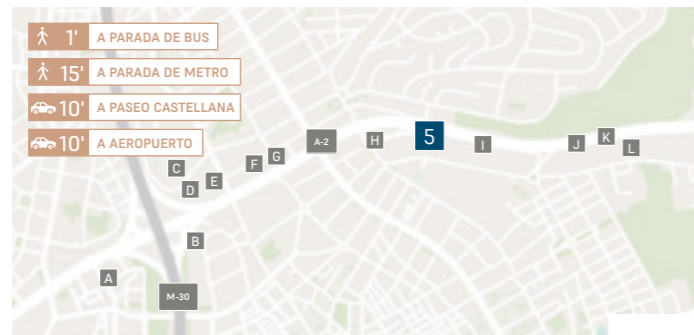 1' A PARADA DE BUS
15' A PARADA DE METRO
10' A PASEO CASTELLANA
10' A AEROPUERTO
A-2
H
5
I
J
K
L
G
F
E
C
D
B
A
M-30